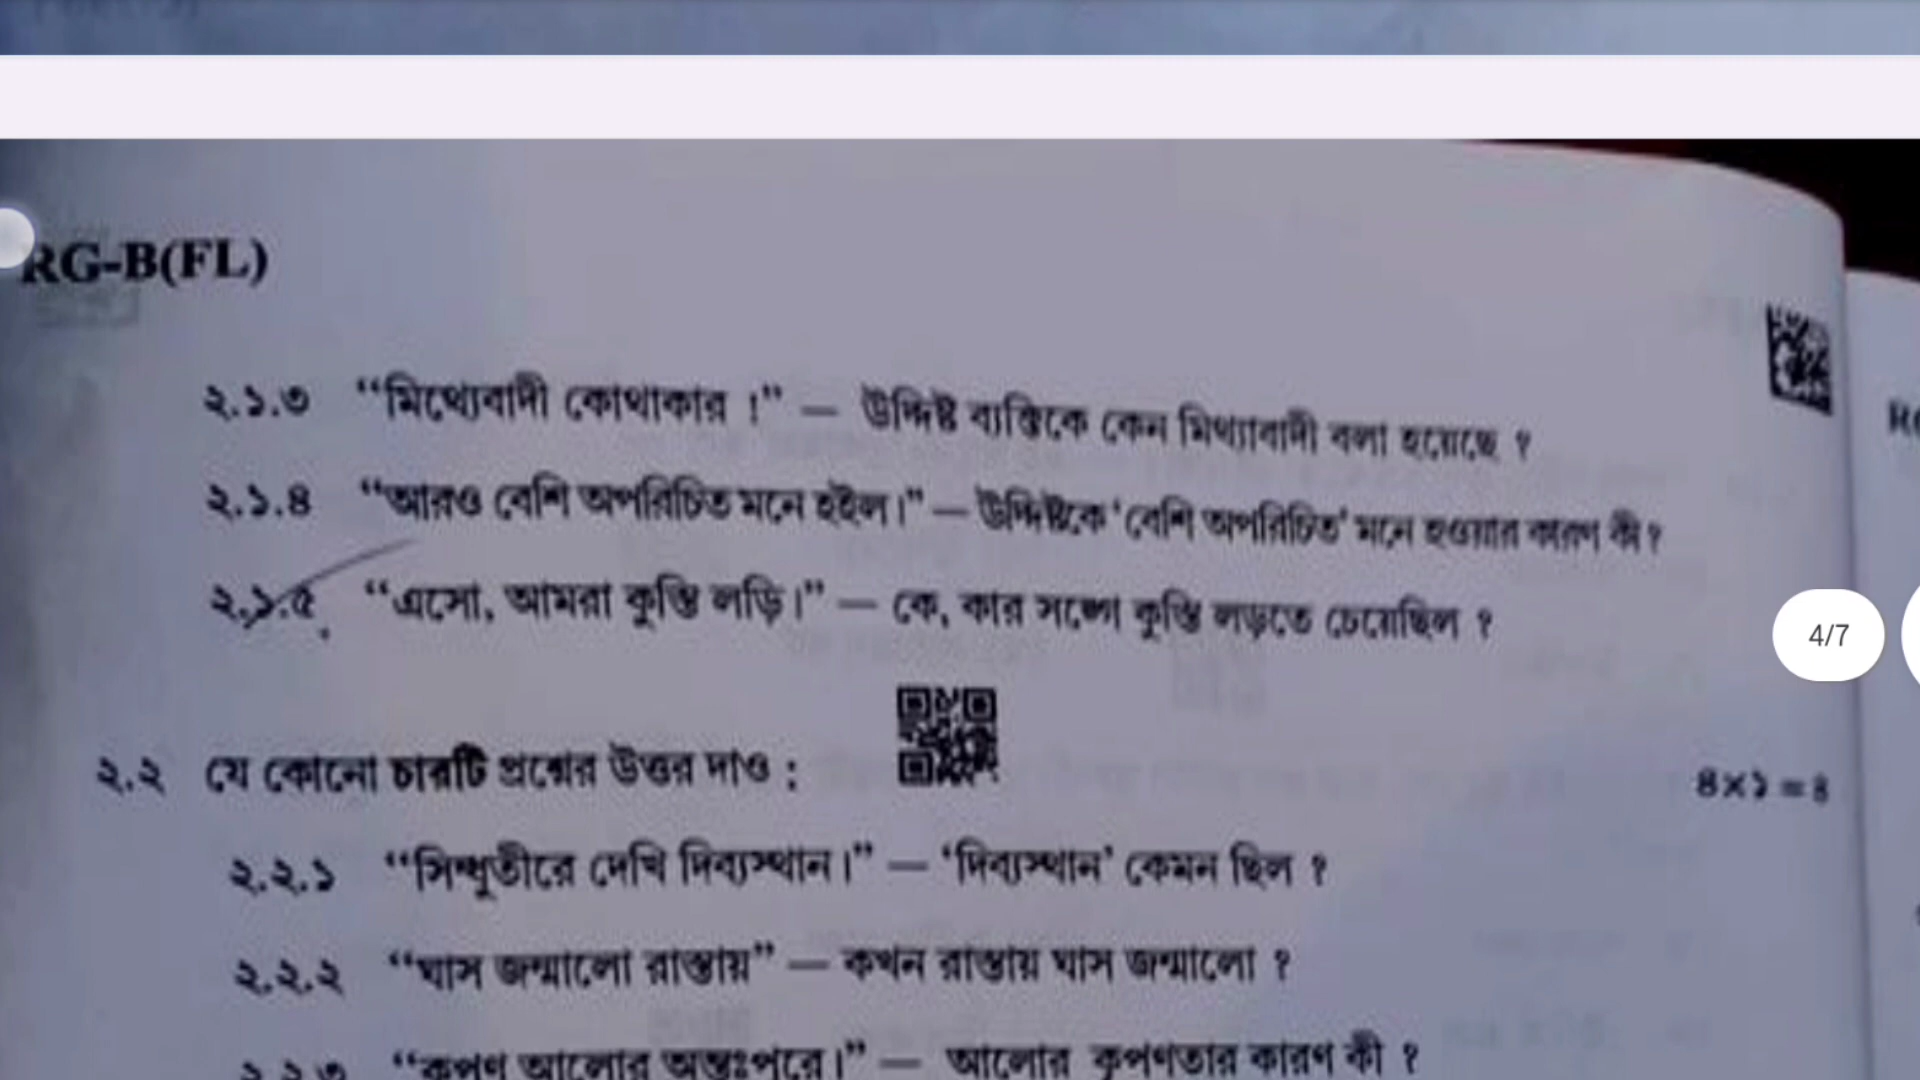 RG-B(FL)
২.১.৩ “মিথ্যেবাদী কোথাকার !” — উদ্দিষ্ট ব্যক্তিকে কেন মিথ্যাবাদী বলা হয়েছে ?
২.১.৪ “আরও বেশি অপরিচিত মনে হইল।” — উদ্দিষ্টকে ‘বেশি অপরিচিত’ মনে হওয়ার কারণ কী ?
২.১.৫ “এসো, আমরা কুস্তি লড়ি।” — কে, কার সঙ্গে কুস্তি লড়তে চেয়েছিল ?
4/7
২.২ যে কোনো চারটি প্রশ্নের উত্তর দাও : ৪×১=৪
২.২.১ “সিন্ধুতীরে দেখি দিব্যস্থান।” — ‘দিব্যস্থান’ কেমন ছিল ?
২.২.২ “ঘাস জন্মালো রাস্তায়” — কখন রাস্তায় ঘাস জন্মালো ?
২.২.৩ “কৃপণ আলোর অন্তঃপুরে।” — আলোর কৃপণতার কারণ কী ?